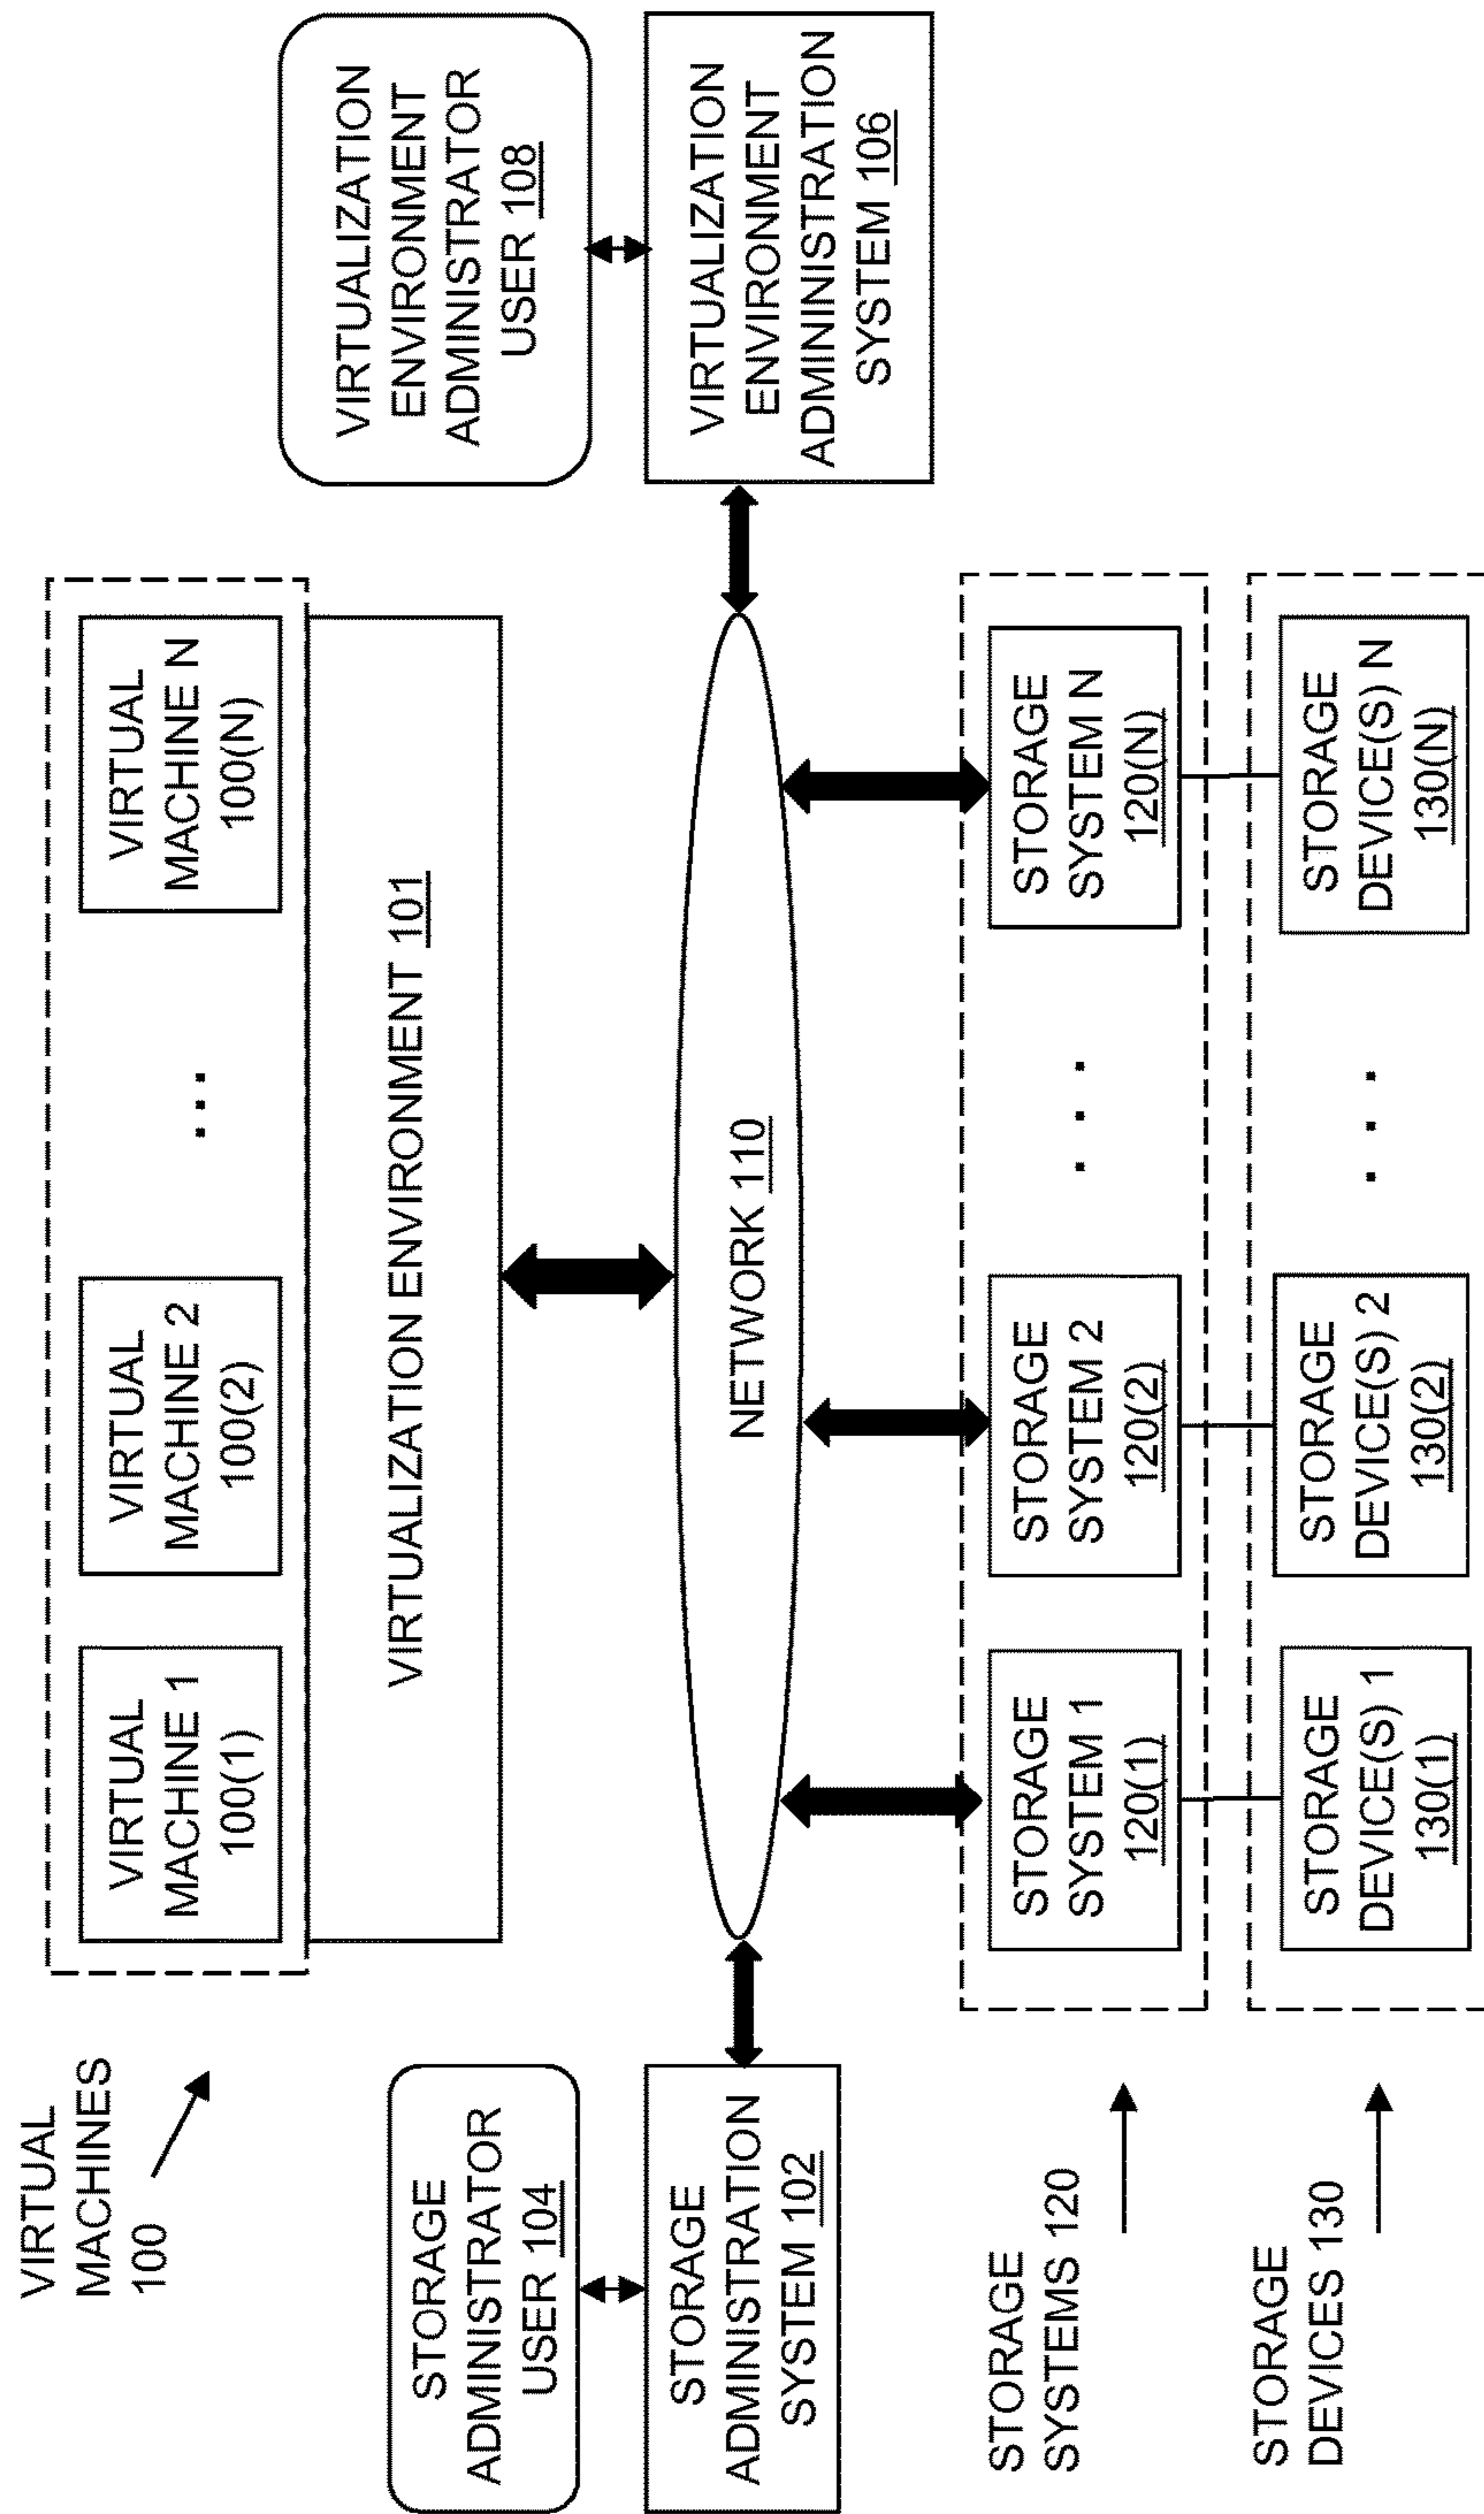 VIRTUAL
MACHINES
100
VIRTUAL
MACHINE 1
100(1)
VIRTUAL
MACHINE 2
100(2)
...
VIRTUAL
MACHINE N
100(N)
VIRTUALIZATION ENVIRONMENT 101
STORAGE
ADMINISTRATOR
USER 104
STORAGE
ADMINISTRATION
SYSTEM 102
NETWORK 110
VIRTUALIZATION
ENVIRONMENT
ADMINISTRATOR
USER 108
VIRTUALIZATION
ENVIRONMENT
ADMININISTRATION
SYSTEM 106
STORAGE
SYSTEMS 120
STORAGE
SYSTEM 1
120(1)
STORAGE
SYSTEM 2
120(2)
. . .
STORAGE
SYSTEM N
120(N)
STORAGE
DEVICES 130
STORAGE
DEVICE(S) 1
130(1)
STORAGE
DEVICE(S) 2
130(2)
. . .
STORAGE
DEVICE(S) N
130(N)